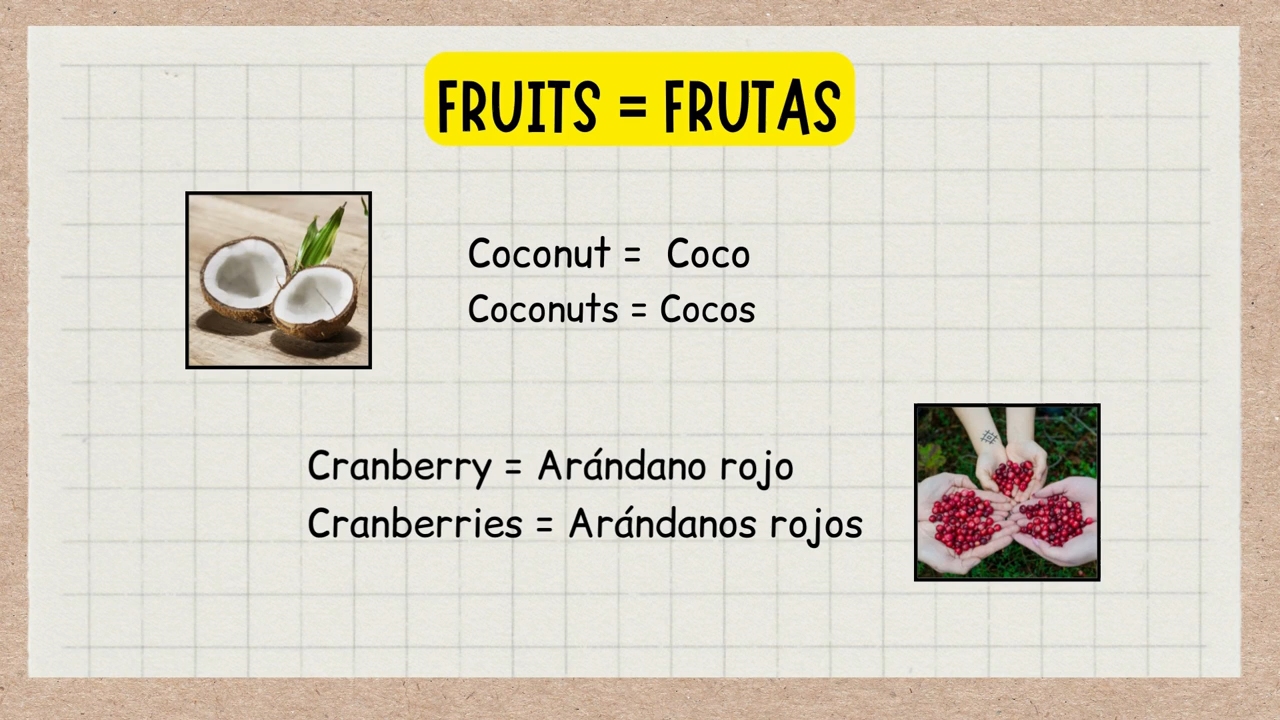 FRUITS = FRUTAS
Coconut = Coco
Coconuts = Cocos
Cranberry = Arándano rojo
Cranberries = Arándanos rojos